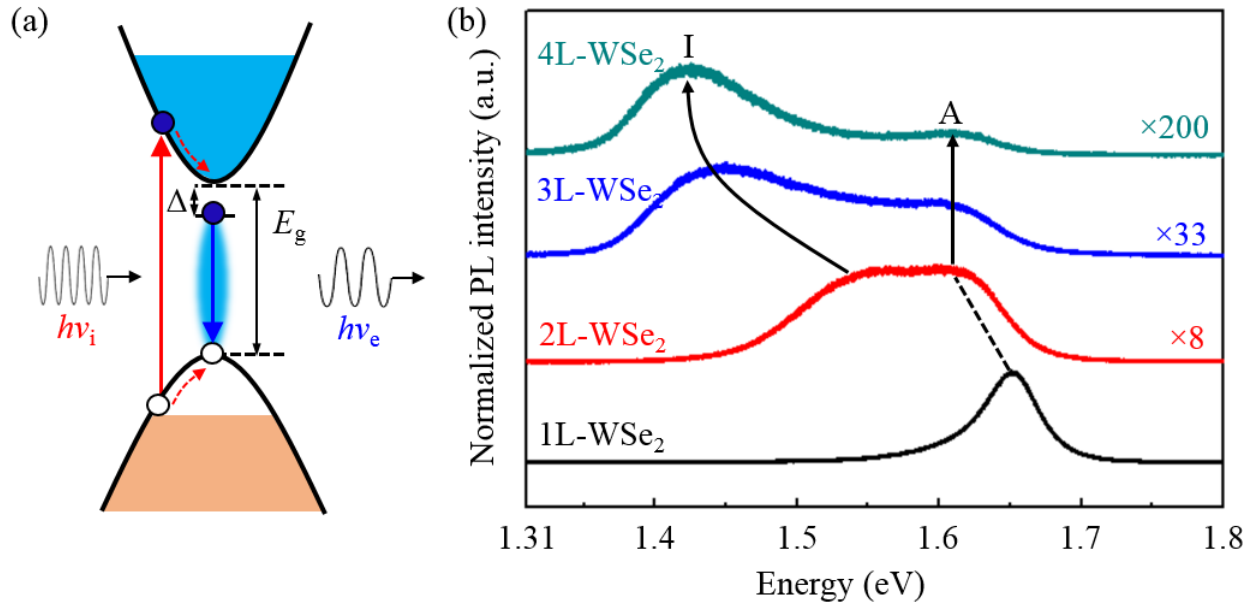 (a)
Δ
E_g
hν_i
hν_e
(b)
Normalized PL intensity (a.u.)
4L-WSe₂
I
A
×200
3L-WSe₂
×33
2L-WSe₂
×8
1L-WSe₂
1.31
1.4
1.5
1.6
1.7
1.8
Energy (eV)